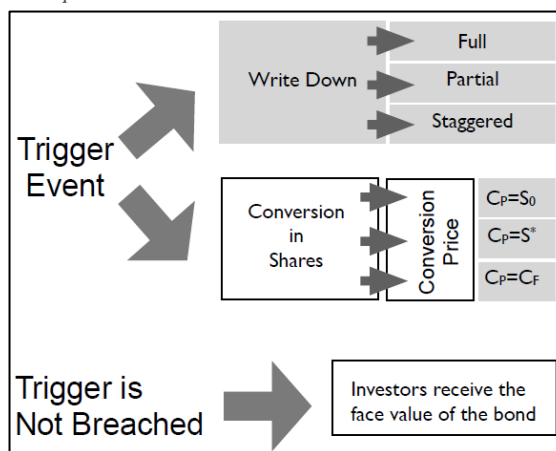 Full
Write Down
Partial
Staggered
Trigger
Event
Conversion
in
Shares
Conversion
Price
Cₚ=S₀
Cₚ=S*
Cₚ=C_F
Trigger is
Not Breached
Investors receive the
face value of the bond